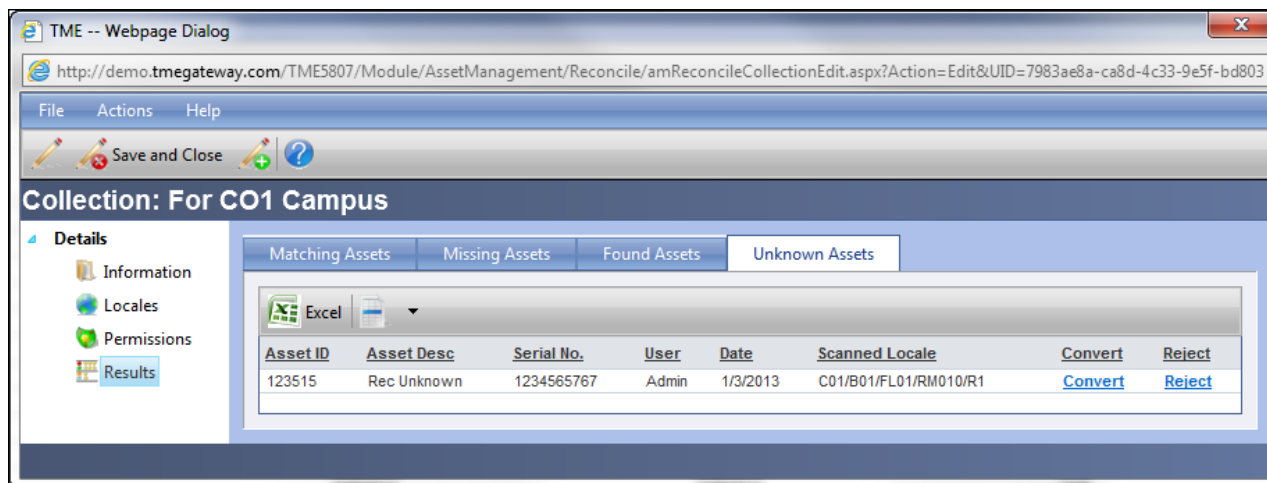 TME -- Webpage Dialog
X
http://demo.tmegateway.com/TME5807/Module/AssetManagement/Reconcile/amReconcileCollectionEdit.aspx?Action=Edit&UID=7983ae8a-ca8d-4c33-9e5f-bd803
File Actions Help
Save and Close ?
Collection: For CO1 Campus
Details
Information
Locales
Permissions
Results
Matching Assets Missing Assets Found Assets Unknown Assets
Excel
Asset ID Asset Desc Serial No. User Date Scanned Locale Convert Reject
123515 Rec Unknown 1234565767 Admin 1/3/2013 C01/B01/FL01/RM010/R1 Convert Reject